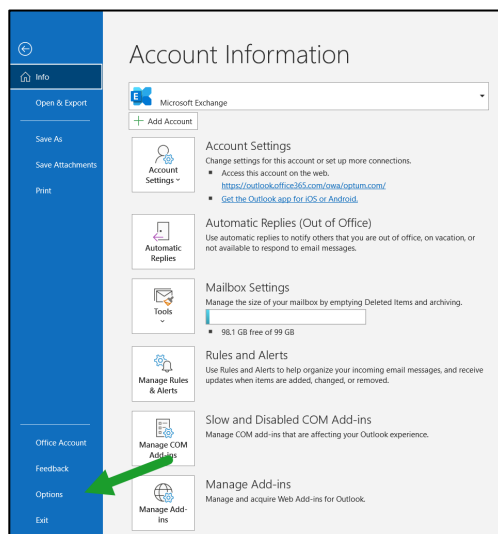 Account Information
Info
Open & Export
Save As
Save Attachments
Print
Office Account
Feedback
Options
Exit
E
Microsoft Exchange
+ Add Account
Account
Settings
Account Settings
Change settings for this account or set up more connections.
■ Access this account on the web.
https://outlook.office365.com/owa/optum.com/
■ Get the Outlook app for iOS or Android.
Automatic
Replies
Automatic Replies (Out of Office)
Use automatic replies to notify others that you are out of office, on vacation, or
not available to respond to email messages.
Tools
Mailbox Settings
Manage the size of your mailbox by emptying Deleted Items and archiving.
■ 98.1 GB free of 99 GB
Manage Rules
& Alerts
Rules and Alerts
Use Rules and Alerts to help organize your incoming email messages, and receive
updates when items are added, changed, or removed.
Manage COM
Add-ins
Slow and Disabled COM Add-ins
Manage COM add-ins that are affecting your Outlook experience.
Manage Add-
ins
Manage Add-ins
Manage and acquire Web Add-ins for Outlook.